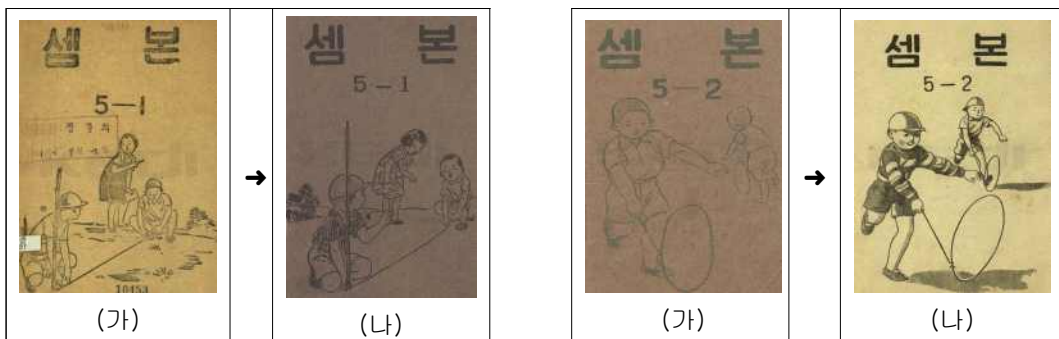 셈 본
5-1
10453
(가)
→
셈 본
5 - 1
(나)
셈 본
5-2
(가)
→
셈 본
5-2
(나)